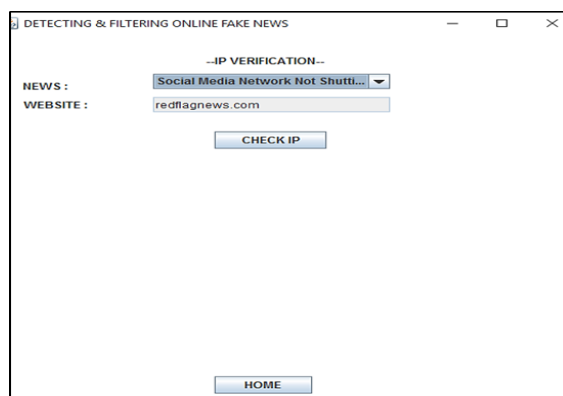 DETECTING & FILTERING ONLINE FAKE NEWS
--IP VERIFICATION--
NEWS : Social Media Network Not Shutti...
WEBSITE : redflagnews.com
CHECK IP
HOME